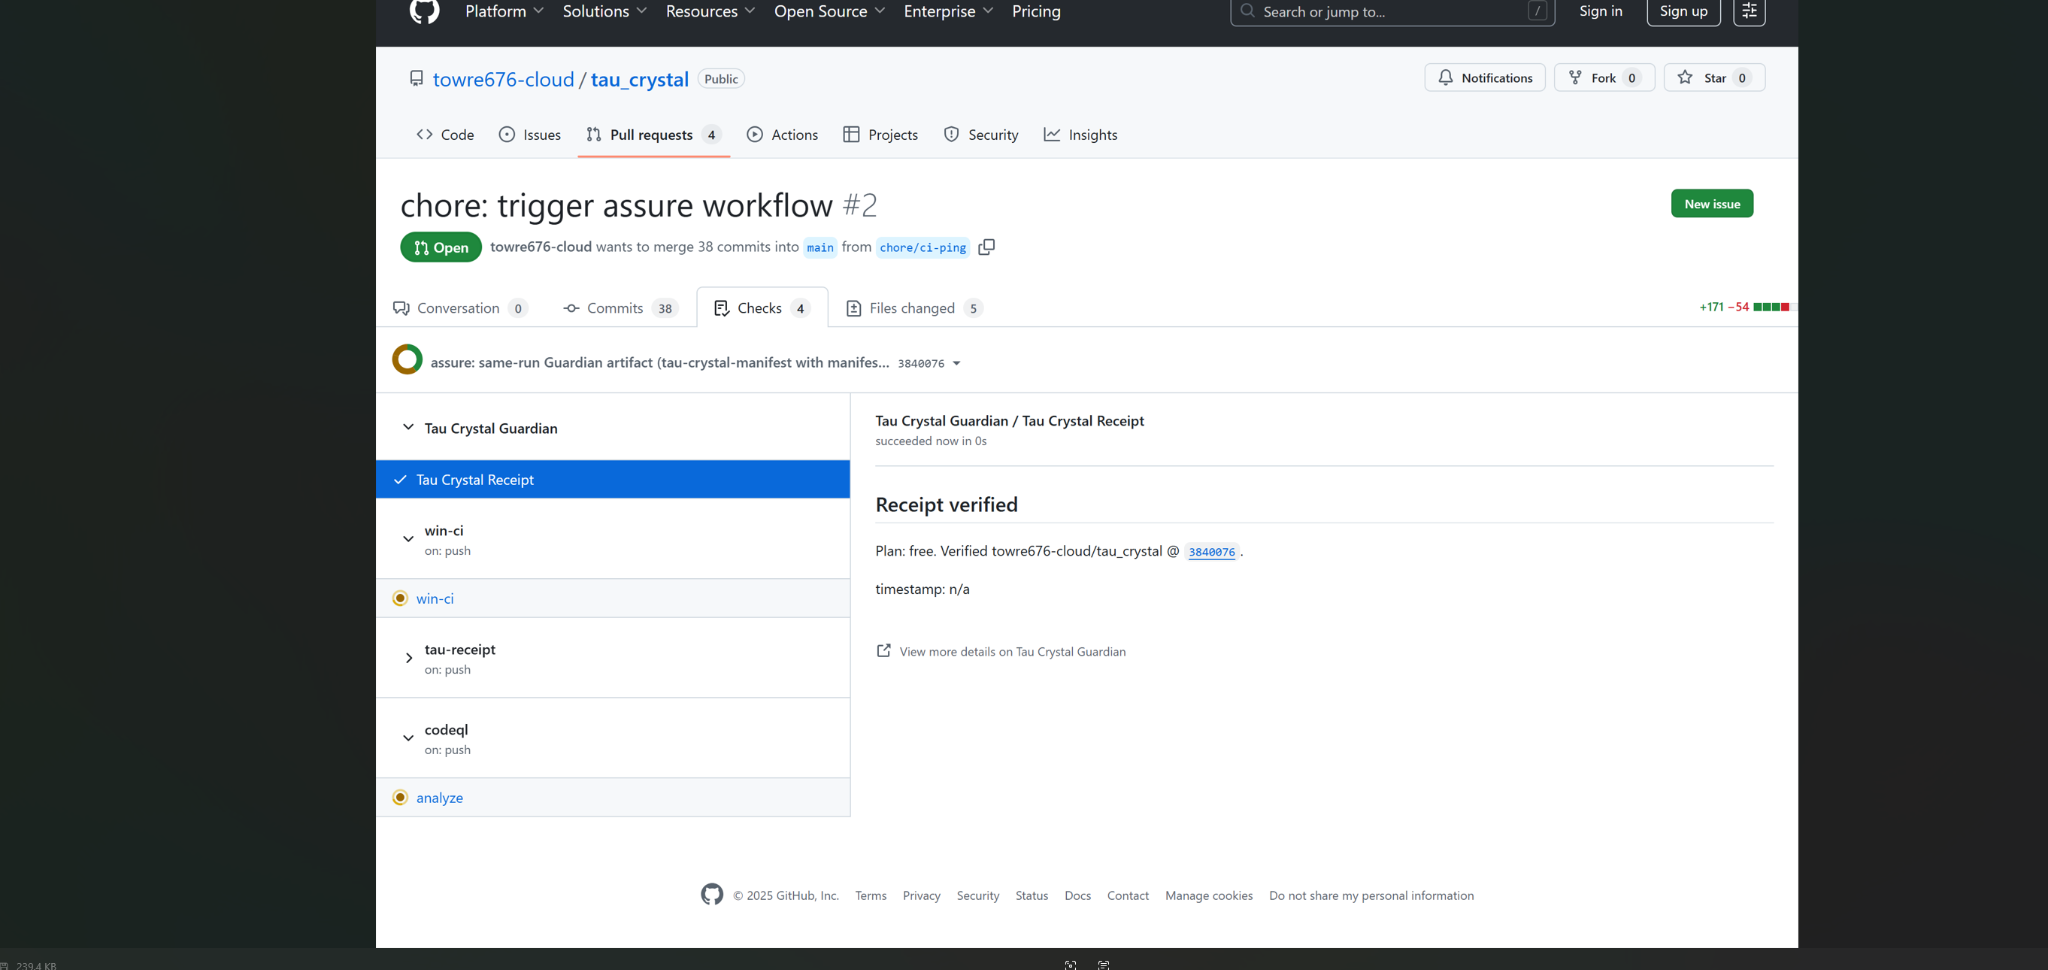 Platform Solutions Resources Open Source Enterprise Pricing Search or jump to... / Sign in Sign up
towre676-cloud / tau_crystal Public Notifications Fork 0 Star 0
Code Issues Pull requests 4 Actions Projects Security Insights
chore: trigger assure workflow #2 New issue
Open towre676-cloud wants to merge 38 commits into main from chore/ci-ping
Conversation 0 Commits 38 Checks 4 Files changed 5 +171 −54
assure: same-run Guardian artifact (tau-crystal-manifest with manifes... 3840076
Tau Crystal Guardian
Tau Crystal Receipt
win-ci
on: push
win-ci
tau-receipt
on: push
codeql
on: push
analyze
Tau Crystal Guardian / Tau Crystal Receipt
succeeded now in 0s
Receipt verified
Plan: free. Verified towre676-cloud/tau_crystal @ 3840076.
timestamp: n/a
View more details on Tau Crystal Guardian
© 2025 GitHub, Inc. Terms Privacy Security Status Docs Contact Manage cookies Do not share my personal information
239.4 KB